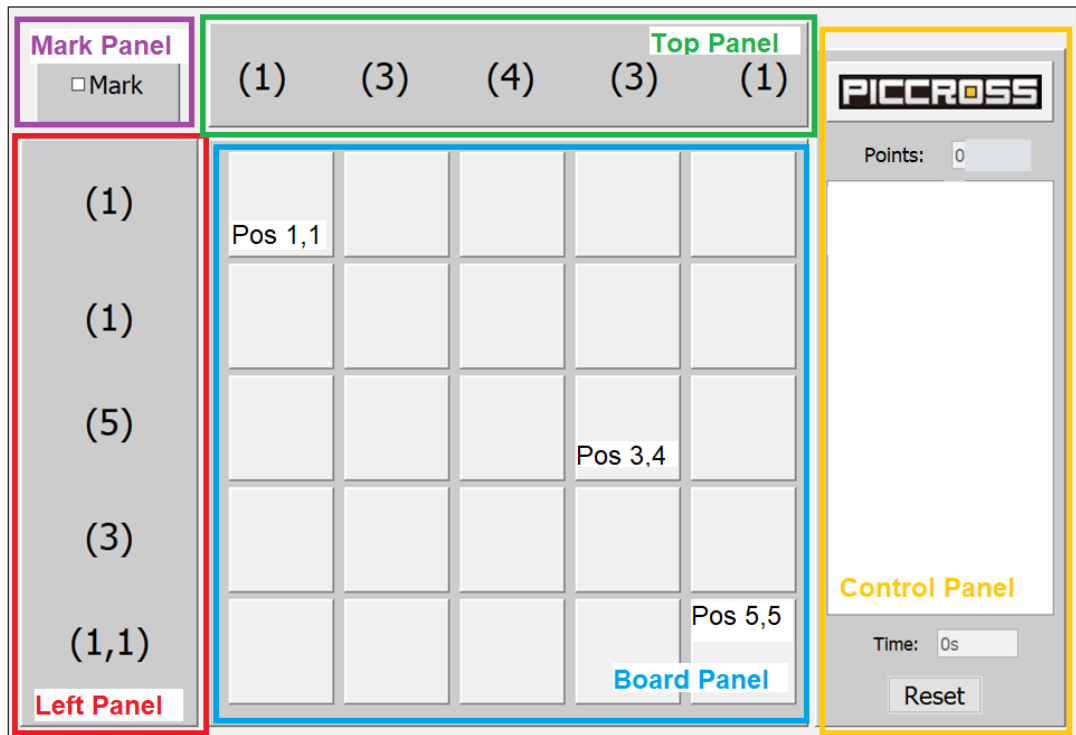 Mark Panel
Mark
Top Panel
(1) (3) (4) (3) (1)
PICCROSS
Points: 0
(1)
Pos 1,1
(1)
(5)
Pos 3,4
(3)
Control Panel
(1,1)
Pos 5,5
Time: 0s
Board Panel
Left Panel
Reset